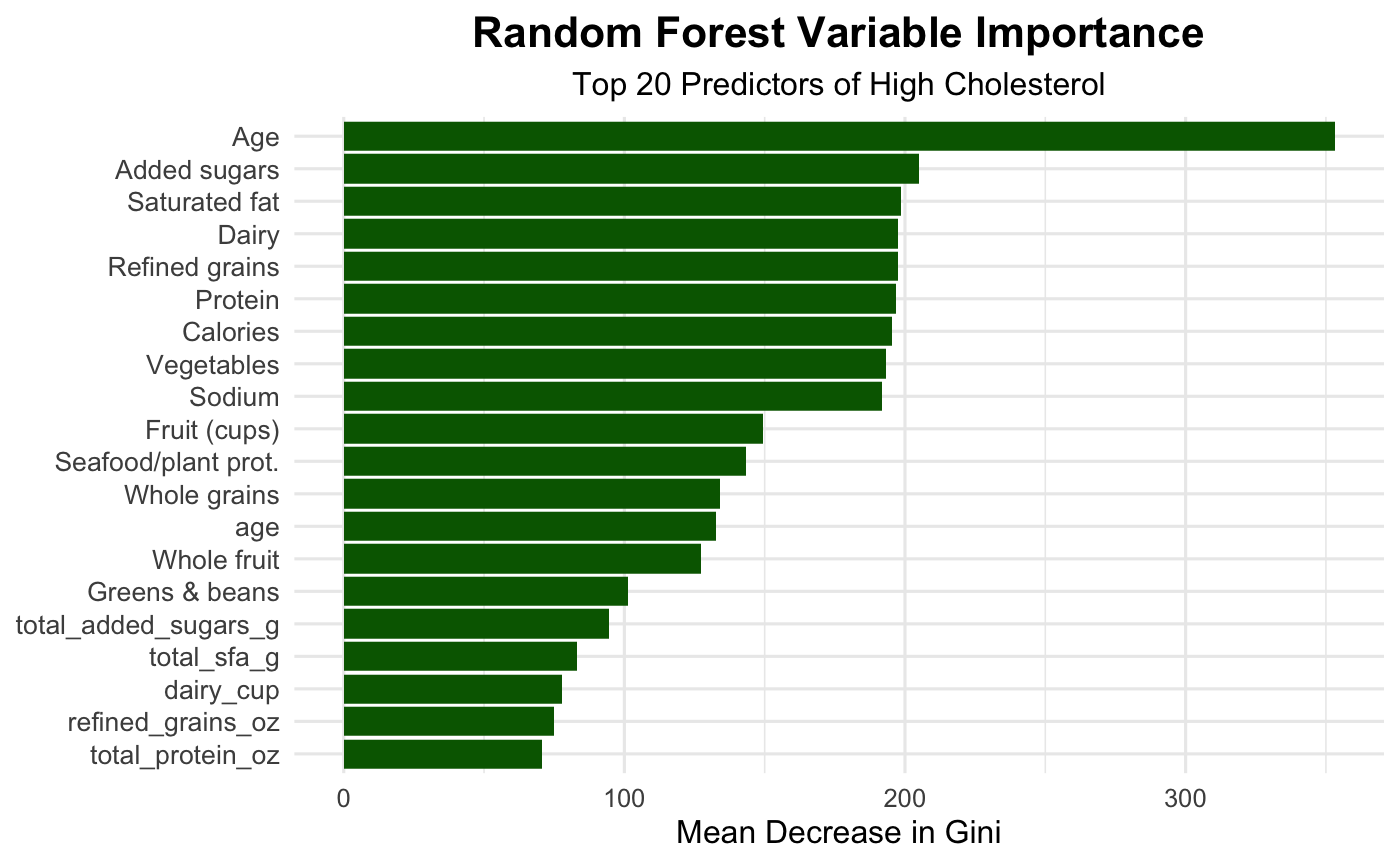 Random Forest Variable Importance
Top 20 Predictors of High Cholesterol
Age
Added sugars
Saturated fat
Dairy
Refined grains
Protein
Calories
Vegetables
Sodium
Fruit (cups)
Seafood/plant prot.
Whole grains
age
Whole fruit
Greens & beans
total_added_sugars_g
total_sfa_g
dairy_cup
refined_grains_oz
total_protein_oz
0 100 200 300
Mean Decrease in Gini